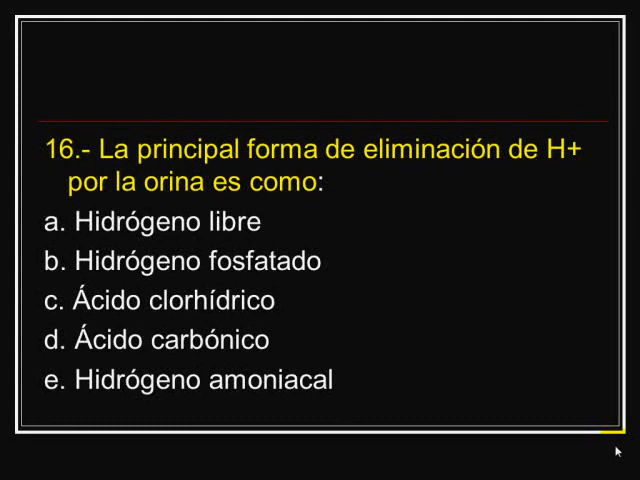 16.- La principal forma de eliminación de H+
por la orina es como:
a. Hidrógeno libre
b. Hidrógeno fosfatado
c. Ácido clorhídrico
d. Ácido carbónico
e. Hidrógeno amoniacal